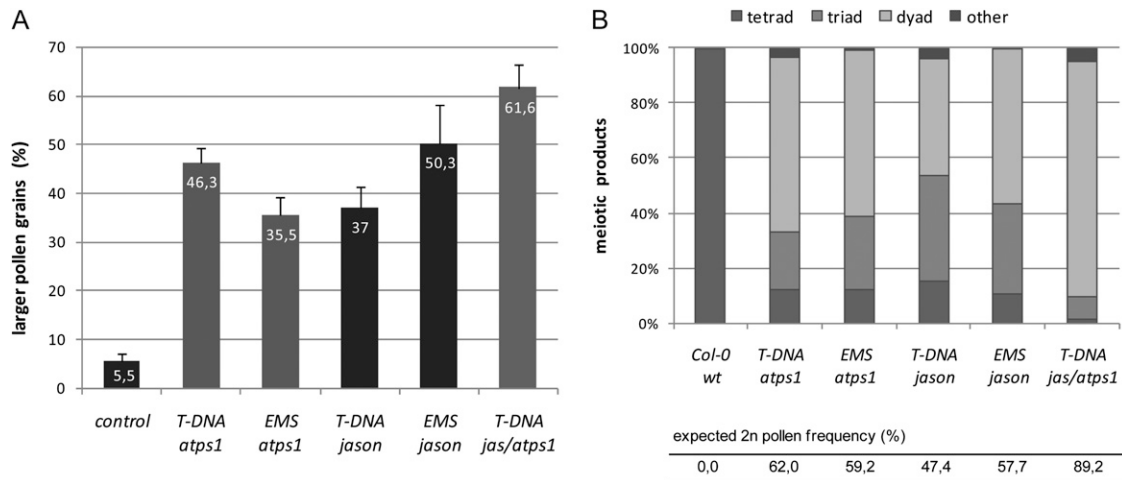 A
larger pollen grains (%)
70
60
50
40
30
20
10
0
5,5
46,3
35,5
37
50,3
61,6
control
T-DNA
atps1
EMS
atps1
T-DNA
jason
EMS
jason
T-DNA
jas/atps1
B
tetrad triad dyad other
meiotic products
100%
80%
60%
40%
20%
0%
Col-0
wt
T-DNA
atps1
EMS
atps1
T-DNA
jason
EMS
jason
T-DNA
jas/atps1
expected 2n pollen frequency (%)
0,0 62,0 59,2 47,4 57,7 89,2